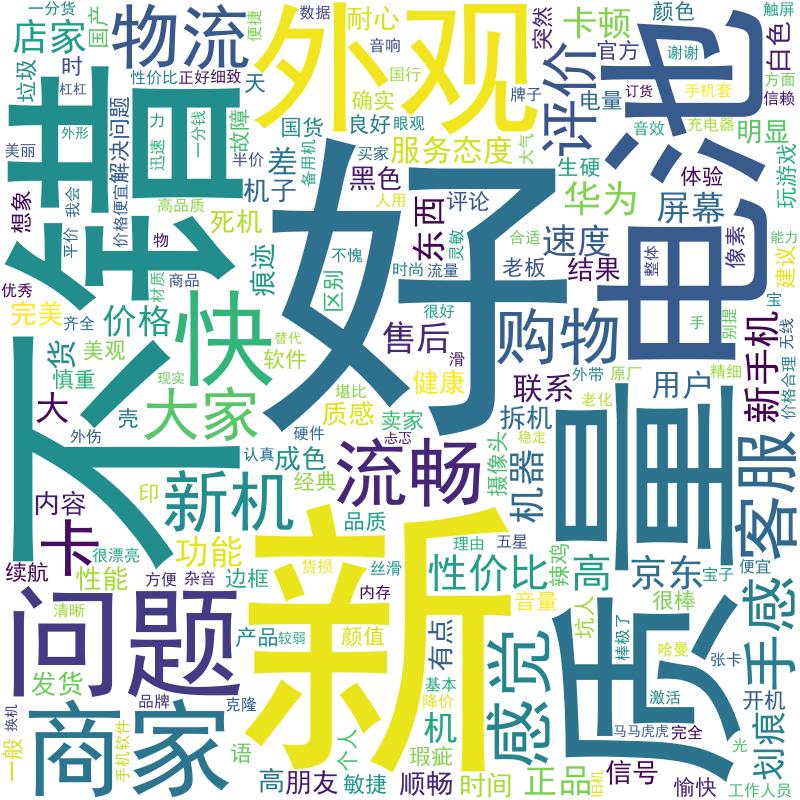 一分货
国产
便捷
数据
耐心
突然
卡顿
颜色
触屏
店家
物流
外观
音响
牌子
评价
官方
谢谢
白色
方面
垃圾
时
杠杠
性价比
正好
细致
天
确实
国行
电量
订货
手机套
信赖
池
外形
力
迅速
一分钱
故障
国货
良好
眼观
大气
音效
充电器
明显
解决问题
价格便宜
美丽
错
半价
备用机
买家
服务态度
生硬
体验
玩游戏
差
机子
黑色
人用
东西
评论
华为
屏幕
像素
想象
平价
我会
高品质
死机
好
灵敏
合适
速度
电
整体
能力
建议
物
痕迹
不愧
时尚
流量
老板
结果
优秀
材质
商品
区别
很好
完美
齐全
价格
快
售后
购物
手
别提
新手机
无线
价格合理
货
美观
替代
软件
滑
慎重
现实
堪比
健康
联系
外带
原厂
用户
精细
大
壳
大家
质感
卖家
拆机
老化
不
外伤
硬件
忐忑
流畅
摄像头
稳定
量
客服
认真
成色
机器
内容
印
新机
经典
卡
品质
很漂亮
功能
新
货损
丝滑
理由
五星
辣鸡
续航
性能
方便
杂音
边框
内存
性价比
高
京东
宝子
便宜
问题
清晰
音量
坑人
很棒
手感
产品
较弱
颜值
有点
感觉
棒极了
哈曼
张卡
质
发货
品牌
克隆
基本
降价
激活
开机
商家
换机
一般
手机软件
语
个人
机
瑕疵
马马虎虎
完全
划痕
光
高
朋友
敏捷
顺畅
时间
正品
旧机
信号
愉快
工作人员